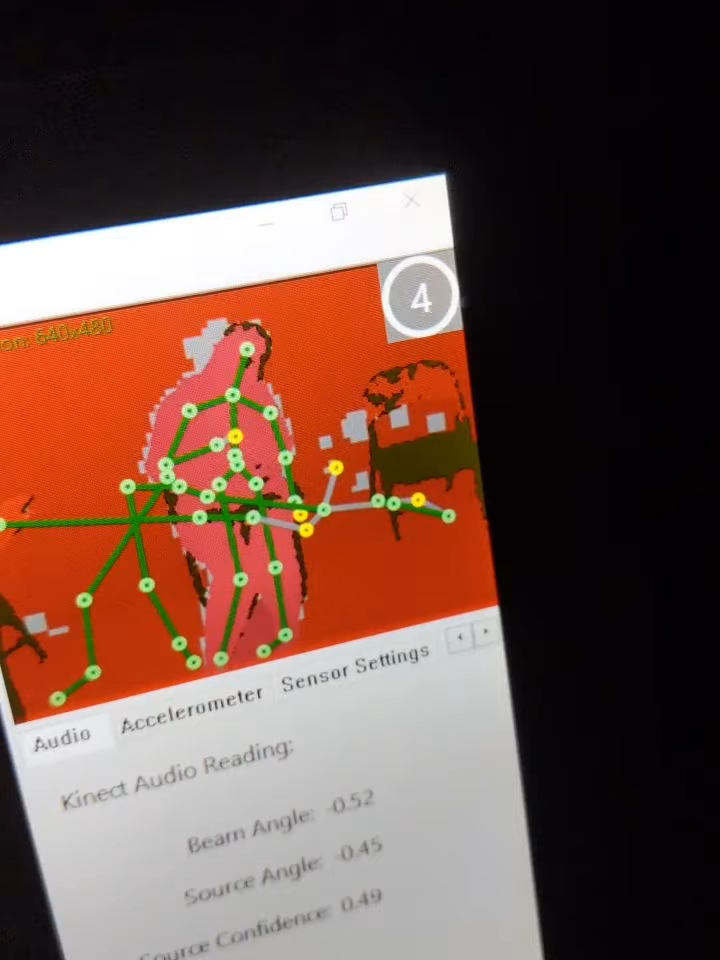 4
640x480
Audio
Accelerometer
Sensor Settings
Kinect Audio Reading:
Beam Angle: -0.52
Source Angle: -0.45
Source Confidence: 0.49